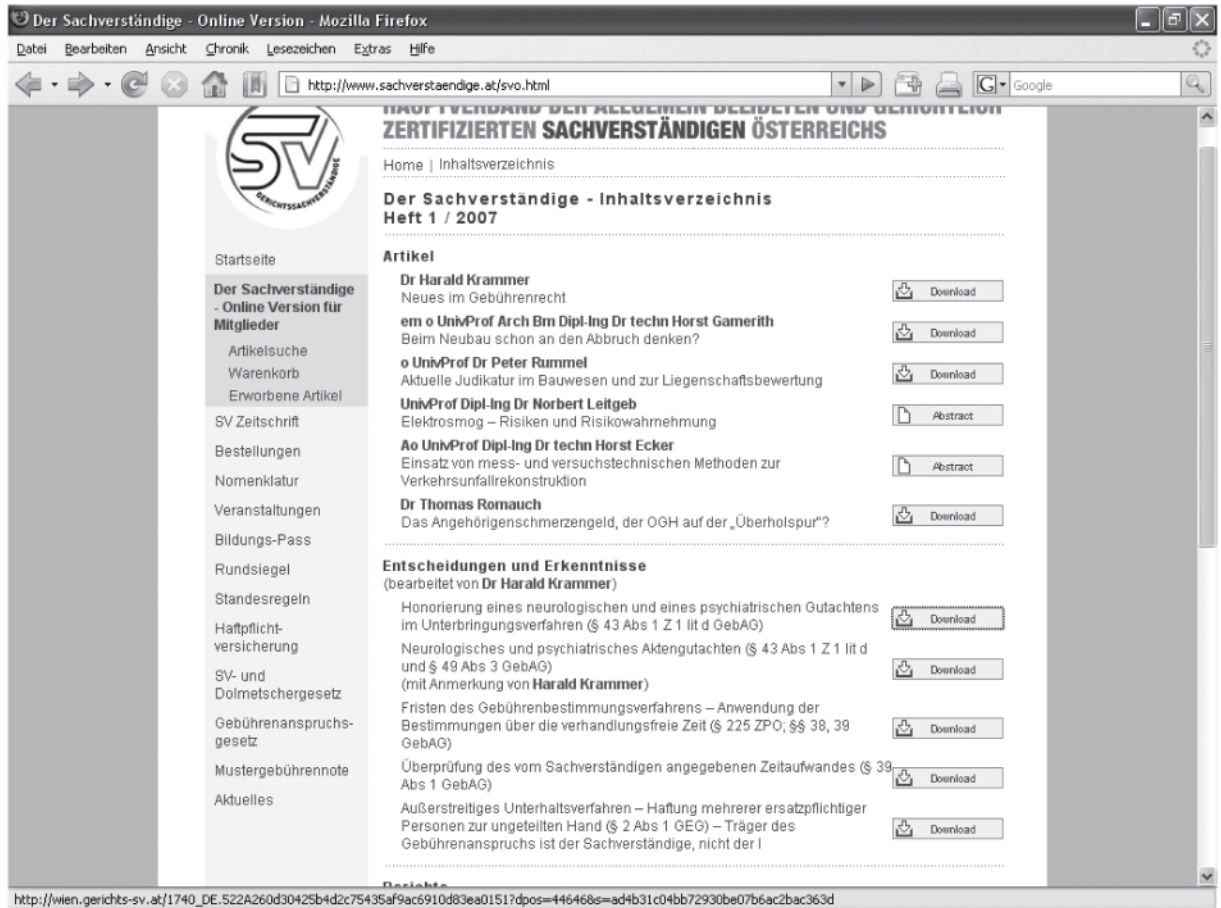 Der Sachverständige - Online Version - Mozilla Firefox
Datei Bearbeiten Ansicht Chronik Lesezeichen Extras Hilfe
http://www.sachverstaendige.at/svo.html
G Google
HAUPTVERBAND DER ALLGEMEIN BEEIDETEN UND GERICHTLICH
ZERTIFIZIERTEN SACHVERSTÄNDIGEN ÖSTERREICHS
SV
GERICHTSSACHVERSTÄNDIGE
Home | Inhaltsverzeichnis
Der Sachverständige - Inhaltsverzeichnis
Heft 1 / 2007
Startseite
Der Sachverständige
- Online Version für
Mitglieder
Artikelsuche
Warenkorb
Erworbene Artikel
SV Zeitschrift
Bestellungen
Nomenklatur
Veranstaltungen
Bildungs-Pass
Rundsiegel
Standesregeln
Haftpflicht-
versicherung
SV- und
Dolmetschergesetz
Gebührenanspruchs-
gesetz
Mustergebührennote
Aktuelles
Artikel
Dr Harald Krammer
Neues im Gebührenrecht
Download
em o UnivProf Arch Bm Dipl-Ing Dr techn Horst Gamerith
Beim Neubau schon an den Abbruch denken?
Download
o UnivProf Dr Peter Rummel
Aktuelle Judikatur im Bauwesen und zur Liegenschaftsbewertung
Download
UnivProf Dipl-Ing Dr Norbert Leitgeb
Elektrosmog – Risiken und Risikowahrnehmung
Abstract
Ao UnivProf Dipl-Ing Dr techn Horst Ecker
Einsatz von mess- und versuchstechnischen Methoden zur
Verkehrsunfallrekonstruktion
Abstract
Dr Thomas Romauch
Das Angehörigenschmerzengeld, der OGH auf der „Überholspur"?
Download
Entscheidungen und Erkenntnisse
(bearbeitet von Dr Harald Krammer)
Honorierung eines neurologischen und eines psychiatrischen Gutachtens
im Unterbringungsverfahren (§ 43 Abs 1 Z 1 lit d GebAG)
Download
Neurologisches und psychiatrisches Aktengutachten (§ 43 Abs 1 Z 1 lit d
und § 49 Abs 3 GebAG)
(mit Anmerkung von Harald Krammer)
Download
Fristen des Gebührenbestimmungsverfahrens – Anwendung der
Bestimmungen über die verhandlungsfreie Zeit (§ 225 ZPO; §§ 38, 39
GebAG)
Download
Überprüfung des vom Sachverständigen angegebenen Zeitaufwandes (§ 39
Abs 1 GebAG)
Download
Außerstreitiges Unterhaltsverfahren – Haftung mehrerer ersatzpflichtiger
Personen zur ungeteilten Hand (§ 2 Abs 1 GEG) – Träger des
Gebührenanspruchs ist der Sachverständige, nicht der I
Download
Berichte
http://wien.gerichts-sv.at/1740_DE.522A260d30425b4d2c75435af9ac6910d83ea0151?dpos=44646&s=ad4b31c04bb72930be07b6ac2bac363d